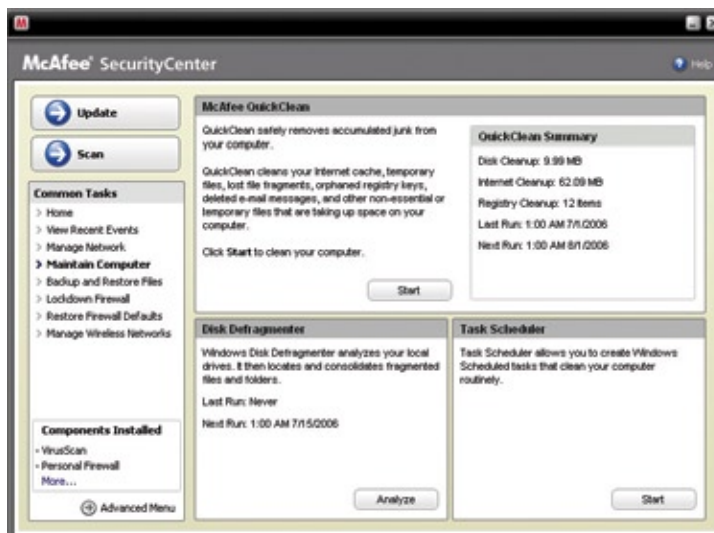 McAfee SecurityCenter
Help
Update
Scan
Common Tasks
> Home
> View Recent Events
> Manage Network
> Maintain Computer
> Backup and Restore Files
> Lockdown Firewall
> Restore Firewall Defaults
> Manage Wireless Networks
Components Installed
- VirusScan
- Personal Firewall
More...
Advanced Menu
McAfee QuickClean
QuickClean safely removes accumulated junk from
your computer.
QuickClean cleans your Internet cache, temporary
files, lost file fragments, orphaned registry keys,
deleted e-mail messages, and other non-essential or
temporary files that are taking up space on your
computer.
Click Start to clean your computer.
Start
QuickClean Summary
Disk Cleanup: 9.99 MB
Internet Cleanup: 62.09 MB
Registry Cleanup: 12 Items
Last Run: 1:00 AM 7/1/2006
Next Run: 1:00 AM 8/1/2006
Disk Defragmenter
Windows Disk Defragmenter analyzes your local
drives. It then locates and consolidates fragmented
files and folders.
Last Run: Never
Next Run: 1:00 AM 7/15/2006
Analyze
Task Scheduler
Task Scheduler allows you to create Windows
Scheduled tasks that clean your computer
routinely.
Start